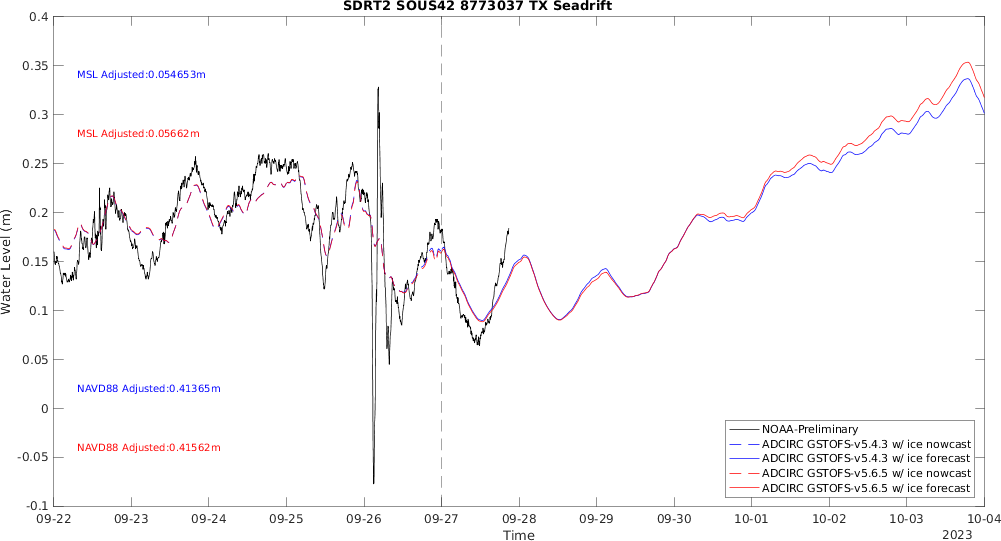 SDRT2 SOUS42 8773037 TX Seadrift
0.4
0.35
0.3
0.25
0.2
0.15
0.1
0.05
0
-0.05
-0.1
Water Level (m)
MSL Adjusted:0.054653m
MSL Adjusted:0.05662m
NAVD88 Adjusted:0.41365m
NAVD88 Adjusted:0.41562m
NOAA-Preliminary
ADCIRC GSTOFS-v5.4.3 w/ ice nowcast
ADCIRC GSTOFS-v5.4.3 w/ ice forecast
ADCIRC GSTOFS-v5.6.5 w/ ice nowcast
ADCIRC GSTOFS-v5.6.5 w/ ice forecast
09-22 09-23 09-24 09-25 09-26 09-27 09-28 09-29 09-30 10-01 10-02 10-03 10-04
Time
2023